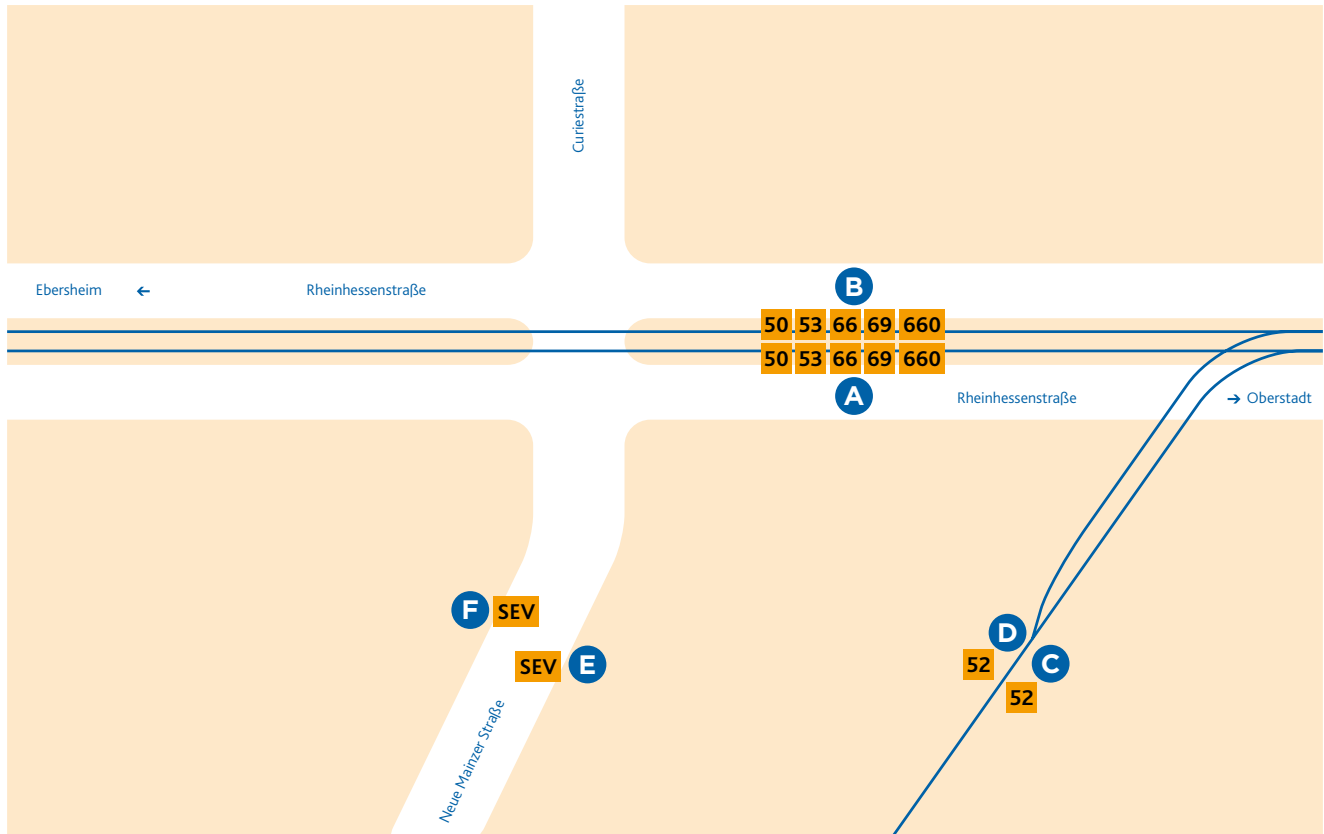 Curiestraße
Ebersheim ←
Rheinhessenstraße
B
50 53 66 69 660
50 53 66 69 660
A
Rheinhessenstraße
→ Oberstadt
F SEV
SEV E
D
52
C
52
Neue Mainzer Straße